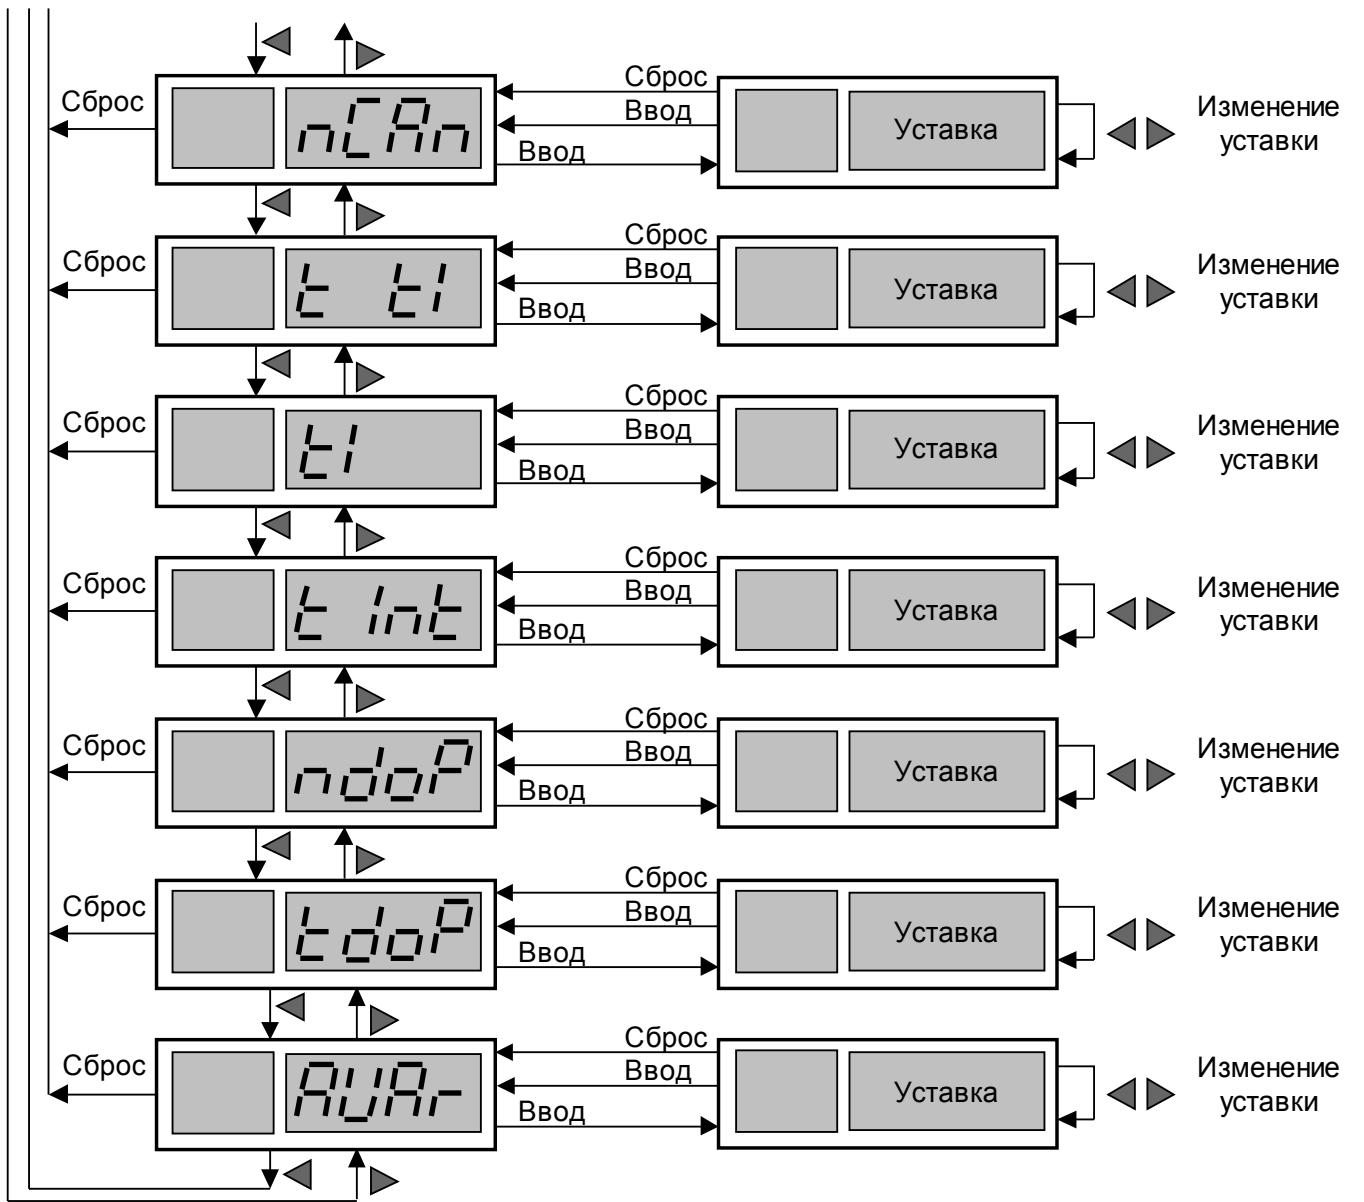 Сброс
nCAn
Сброс
Ввод
Ввод
Уставка
Изменение
уставки
Сброс
t t1
Сброс
Ввод
Ввод
Уставка
Изменение
уставки
Сброс
t1
Сброс
Ввод
Ввод
Уставка
Изменение
уставки
Сброс
t Int
Сброс
Ввод
Ввод
Уставка
Изменение
уставки
Сброс
ndoP
Сброс
Ввод
Ввод
Уставка
Изменение
уставки
Сброс
tdoP
Сброс
Ввод
Ввод
Уставка
Изменение
уставки
Сброс
AUAr
Сброс
Ввод
Ввод
Уставка
Изменение
уставки